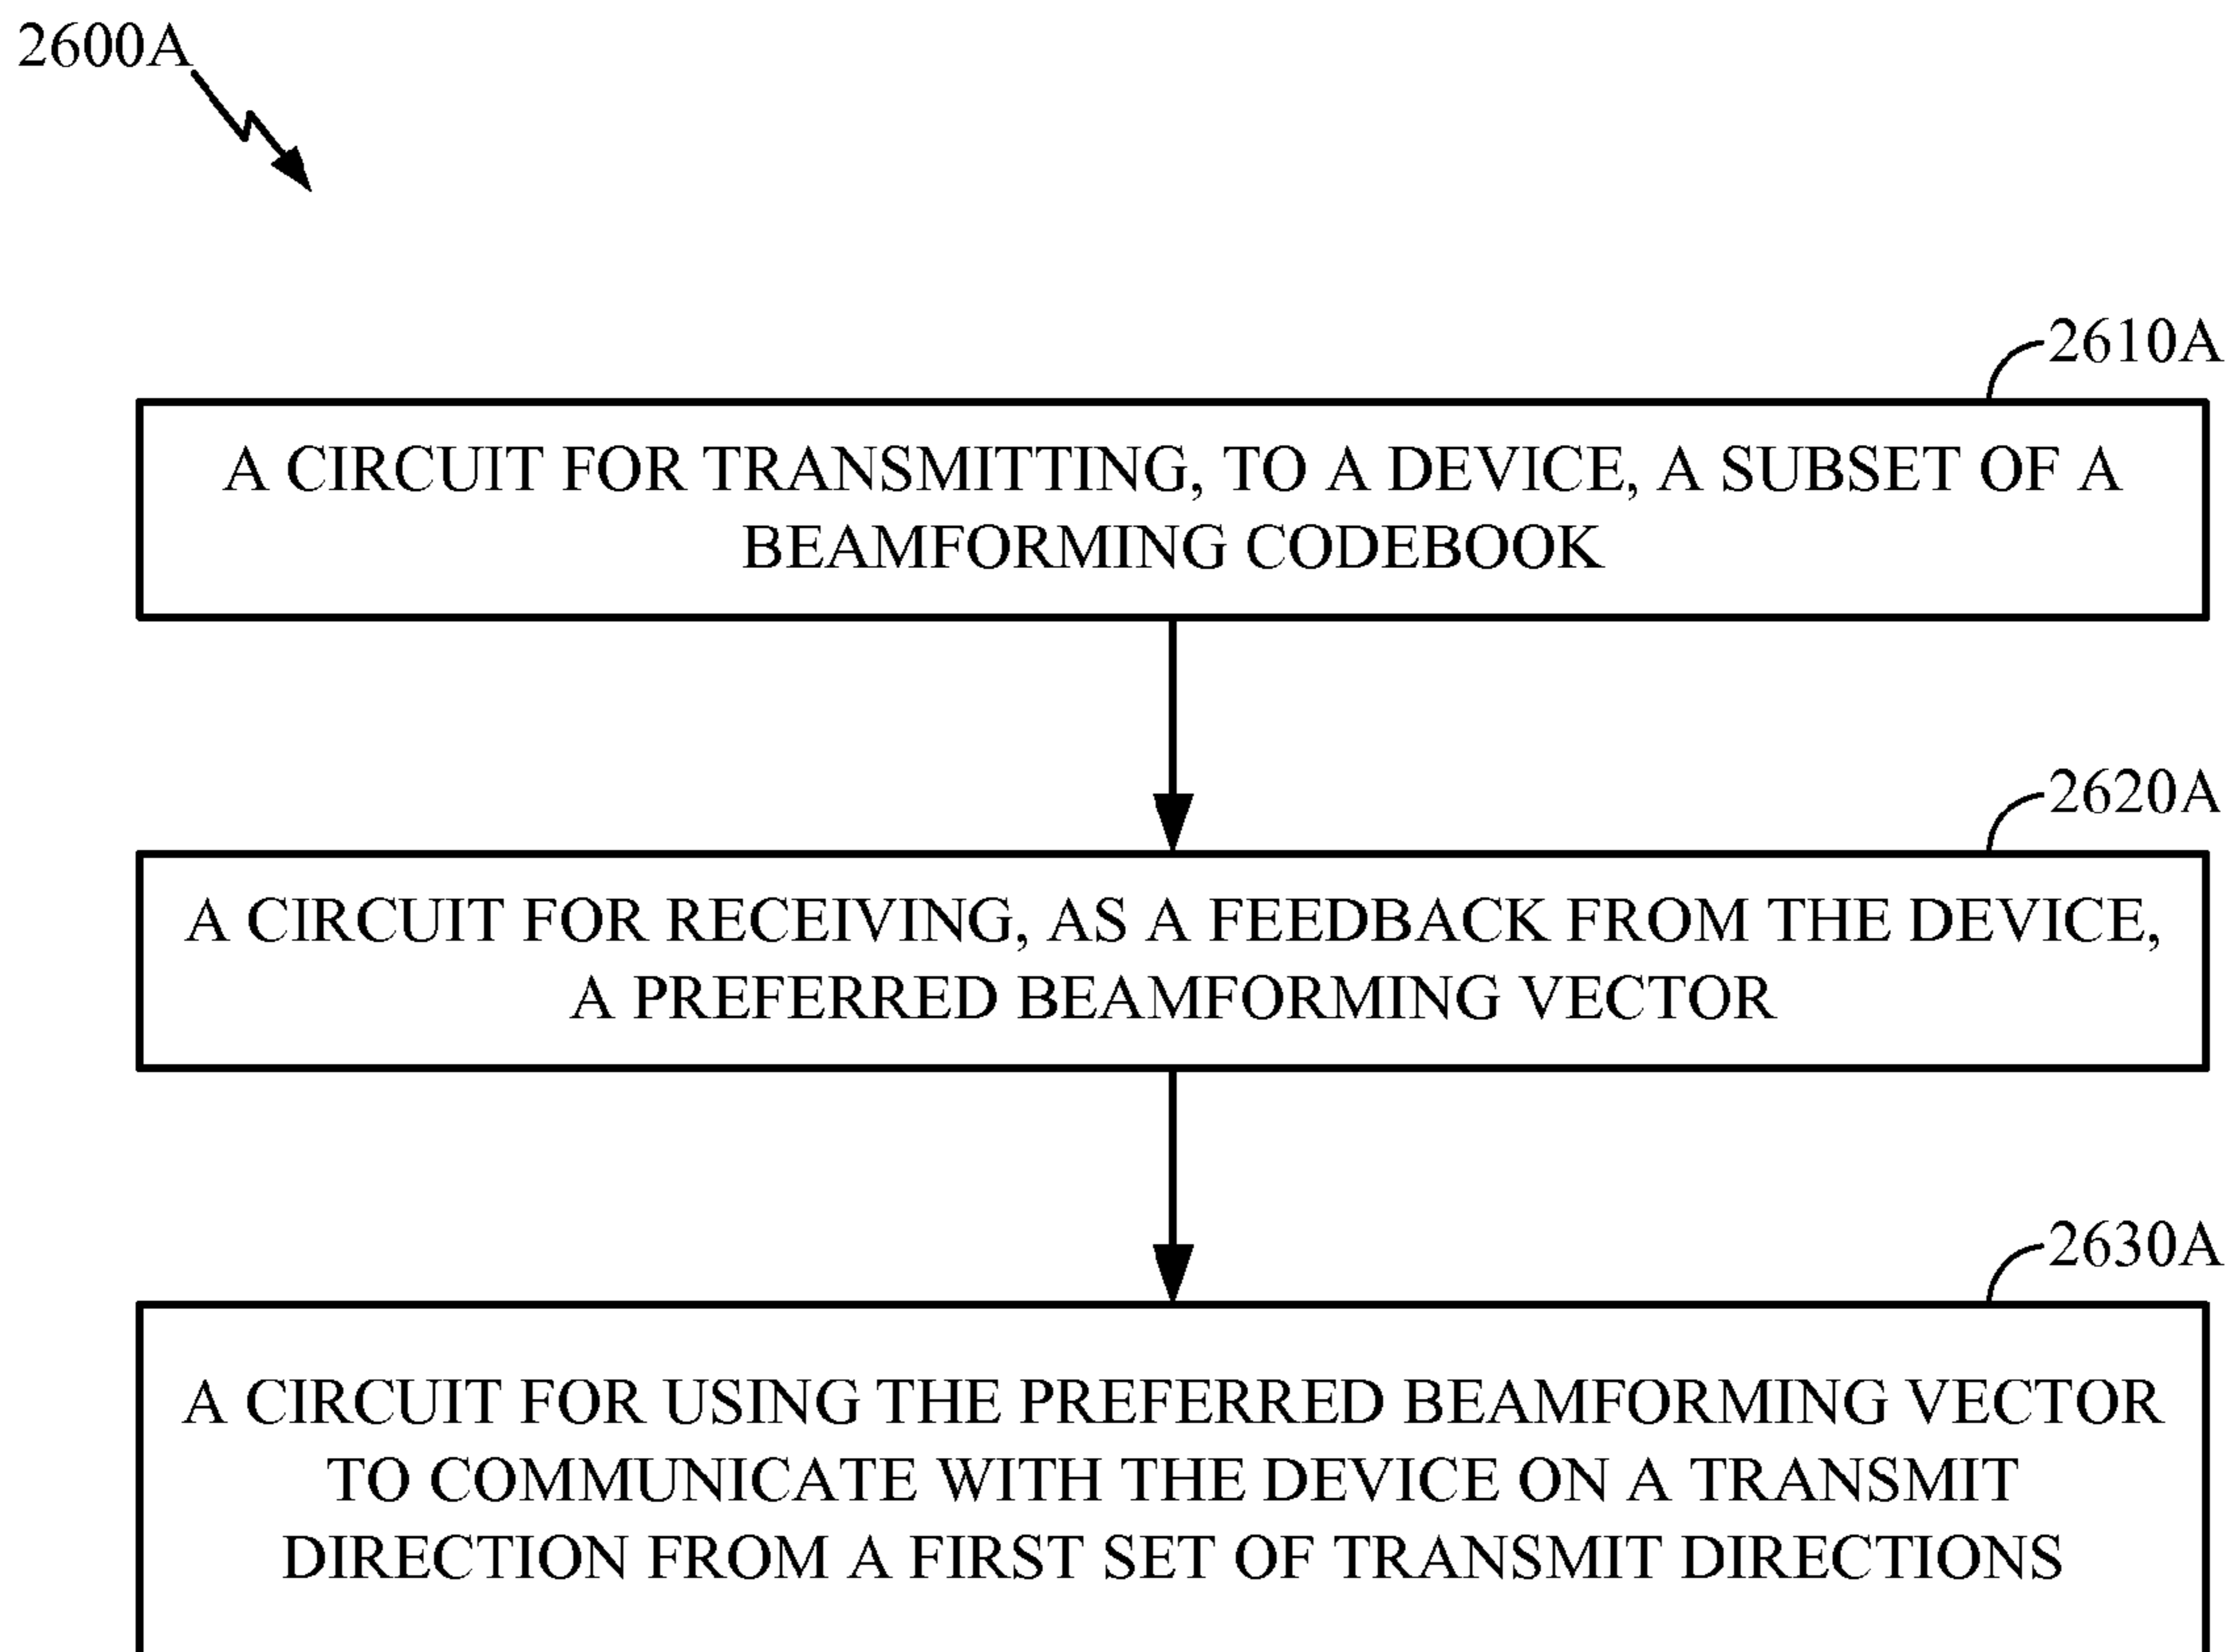 2600A
2610A
A CIRCUIT FOR TRANSMITTING, TO A DEVICE, A SUBSET OF A
BEAMFORMING CODEBOOK
2620A
A CIRCUIT FOR RECEIVING, AS A FEEDBACK FROM THE DEVICE,
A PREFERRED BEAMFORMING VECTOR
2630A
A CIRCUIT FOR USING THE PREFERRED BEAMFORMING VECTOR
TO COMMUNICATE WITH THE DEVICE ON A TRANSMIT
DIRECTION FROM A FIRST SET OF TRANSMIT DIRECTIONS